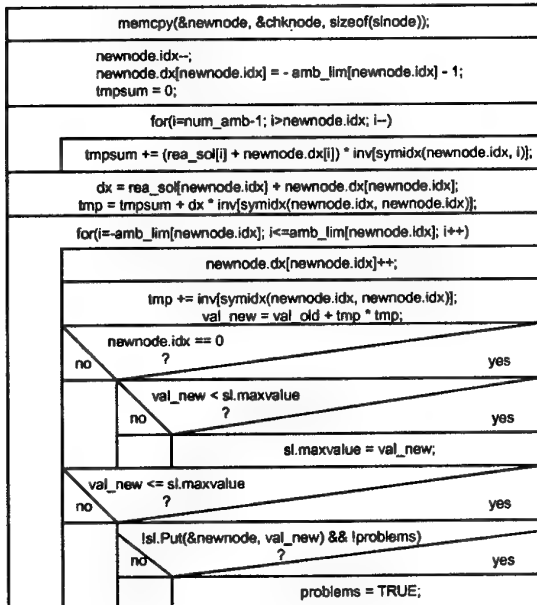 memcpy(&newnode, &chknode, sizeof(slnode));
newnode.idx--;
newnode.dx[newnode.idx] = - amb_lim[newnode.idx] - 1;
tmpsum = 0;
for(i=num_amb-1; i>newnode.idx; i--)
tmpsum += (rea_sol[i] + newnode.dx[i]) * inv[symidx(newnode.idx, i)];
dx = rea_sol[newnode.idx] + newnode.dx[newnode.idx];
tmp = tmpsum + dx * inv[symidx(newnode.idx, newnode.idx)];
for(i=-amb_lim[newnode.idx]; i<=amb_lim[newnode.idx]; i++)
newnode.dx[newnode.idx]++;
tmp += inv[symidx(newnode.idx, newnode.idx)];
val_new = val_old + tmp * tmp;
newnode.idx == 0
?
no
yes
val_new < sl.maxvalue
?
no
yes
sl.maxvalue = val_new;
val_new <= sl.maxvalue
?
no
yes
!sl.Put(&newnode, val_new) && !problems)
?
no
yes
problems = TRUE;